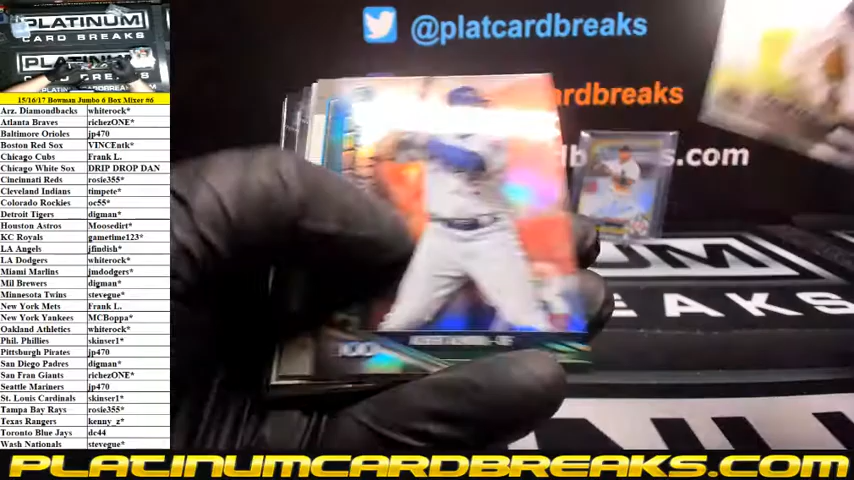 PLATINUM
CARD BREAKS
PLATINUM
CARD BREAKS
15/16/17 Bowman Jumbo 6 Box Mixer #6
Arz. Diamondbacks whiterock*
Atlanta Braves richezONE*
Baltimore Orioles jp470
Boston Red Sox VINCEntk*
Chicago Cubs Frank L.
Chicago White Sox DRIP DROP DAN
Cincinnati Reds rosie355*
Cleveland Indians timpete*
Colorado Rockies oc55*
Detroit Tigers digman*
Houston Astros Moosedirt*
KC Royals gametime123*
LA Angels jfindish*
LA Dodgers whiterock*
Miami Marlins jmdodgers*
Mil Brewers digman*
Minnesota Twins stevegue*
New York Mets Frank L.
New York Yankees MCBoppa*
Oakland Athletics whiterock*
Phil. Phillies skinser1*
Pittsburgh Pirates jp470
San Diego Padres digman*
San Fran Giants richezONE*
Seattle Mariners jp470
St. Louis Cardinals skinser1*
Tampa Bay Rays rosie355*
Texas Rangers kenny_z*
Toronto Blue Jays dc44
Wash Nationals stevegue*
@platcardbreaks
ardbreaks
s.com
NUM
BREAKS
PLATINUMCARDBREAKS.COM